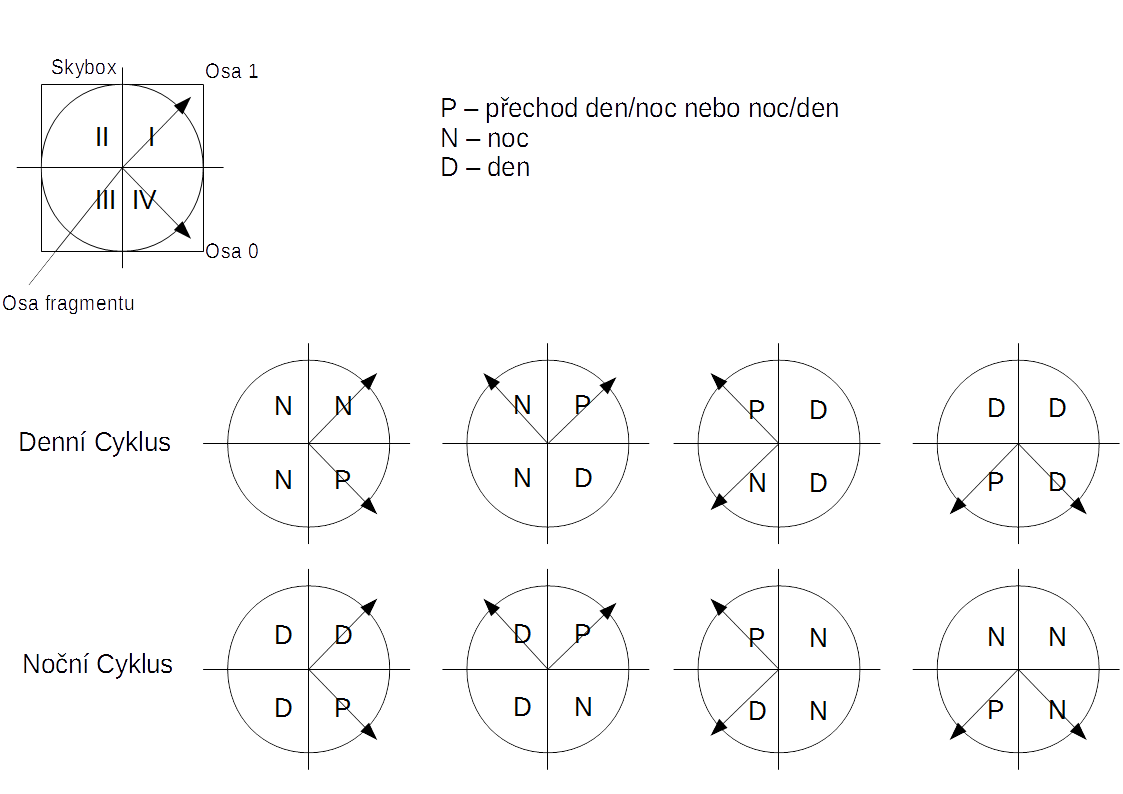 Skybox
Osa 1
II I
III IV
Osa 0
Osa fragmentu
P – přechod den/noc nebo noc/den
N – noc
D – den
Denní Cyklus
N N N P P D D D
N P N D N D P D
Noční Cyklus
D D D P P N N N
D P D N D N P N